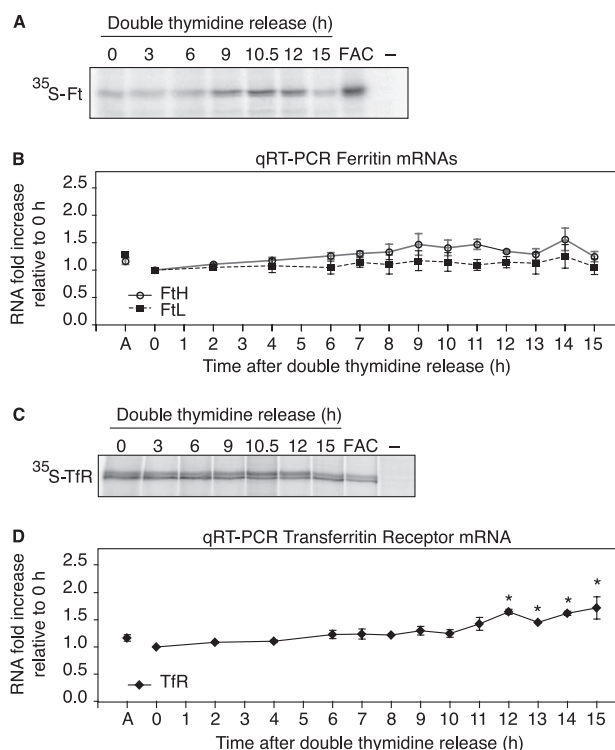 A
Double thymidine release (h)
0 3 6 9 10.5 12 15 FAC –
35S-Ft
B
qRT-PCR Ferritin mRNAs
RNA fold increase
relative to 0 h
2.5
2.0
1.5
1.0
0.5
0.0
FtH
FtL
A 0 1 2 3 4 5 6 7 8 9 10 11 12 13 14 15
Time after double thymidine release (h)
C
Double thymidine release (h)
0 3 6 9 10.5 12 15 FAC –
35S-TfR
D
qRT-PCR Transferritin Receptor mRNA
RNA fold increase
relative to 0 h
2.5
2.0
1.5
1.0
0.5
0.0
* * * *
TfR
A 0 1 2 3 4 5 6 7 8 9 10 11 12 13 14 15
Time after double thymidine release (h)